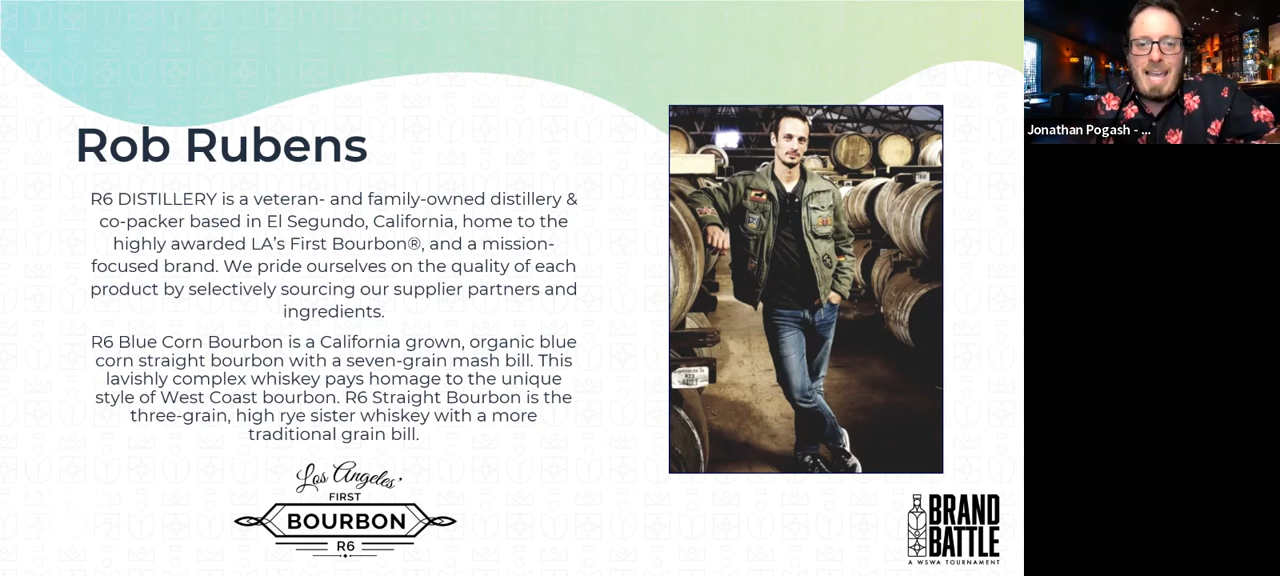 Rob Rubens
R6 DISTILLERY is a veteran- and family-owned distillery &
co-packer based in El Segundo, California, home to the
highly awarded LA's First Bourbon®, and a mission-
focused brand. We pride ourselves on the quality of each
product by selectively sourcing our supplier partners and
ingredients.
R6 Blue Corn Bourbon is a California grown, organic blue
corn straight bourbon with a seven-grain mash bill. This
lavishly complex whiskey pays homage to the unique
style of West Coast bourbon. R6 Straight Bourbon is the
three-grain, high rye sister whiskey with a more
traditional grain bill.
Los Angeles'
FIRST
BOURBON
R6
BRAND
BATTLE
A WSWA TOURNAMENT
Jonathan Pogash - ...